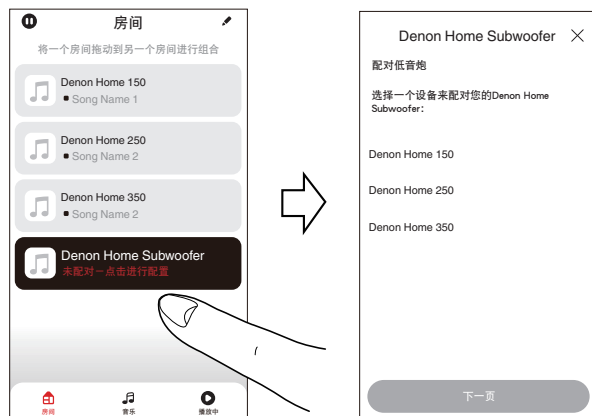 房间
将一个房间拖动到另一个房间进行组合
Denon Home 150
Song Name 1
Denon Home 250
Song Name 2
Denon Home 350
Song Name 2
Denon Home Subwoofer
未配对－点击进行配置
房间
音乐
播放中
Denon Home Subwoofer
配对低音炮
选择一个设备来配对您的Denon Home
Subwoofer：
Denon Home 150
Denon Home 250
Denon Home 350
下一页